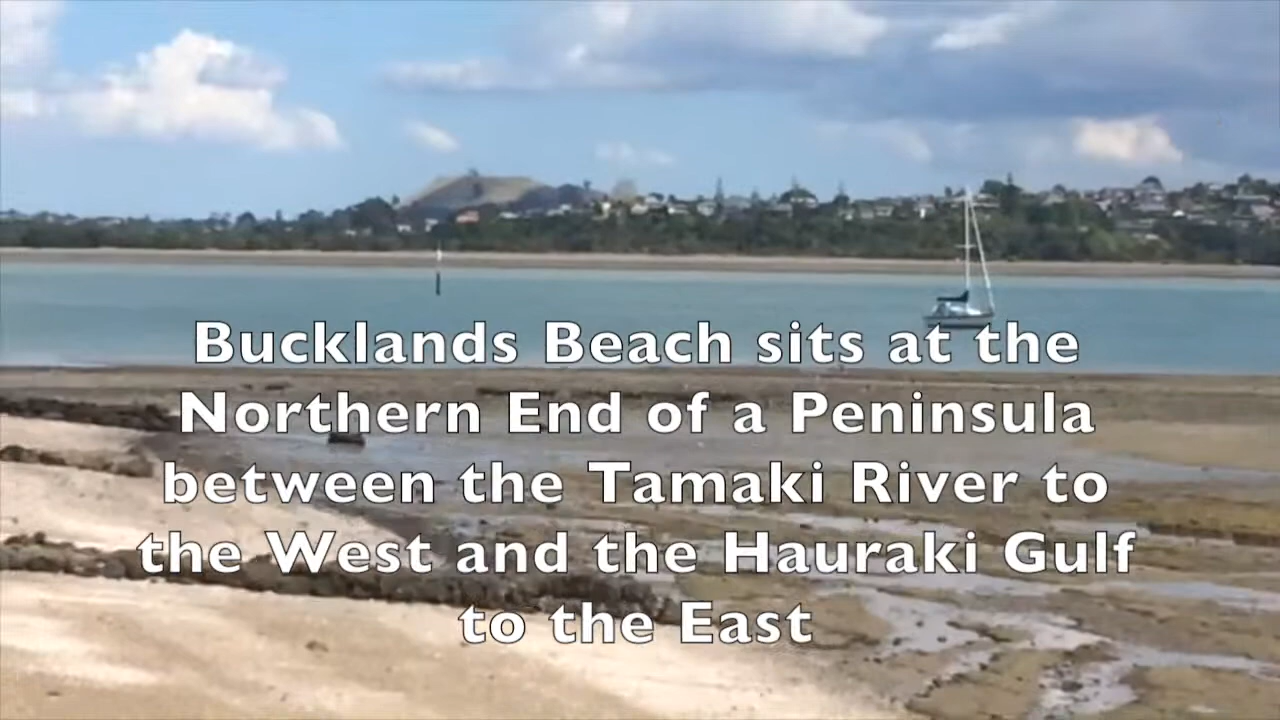 Bucklands Beach sits at the
Northern End of a Peninsula
between the Tamaki River to
the West and the Hauraki Gulf
to the East